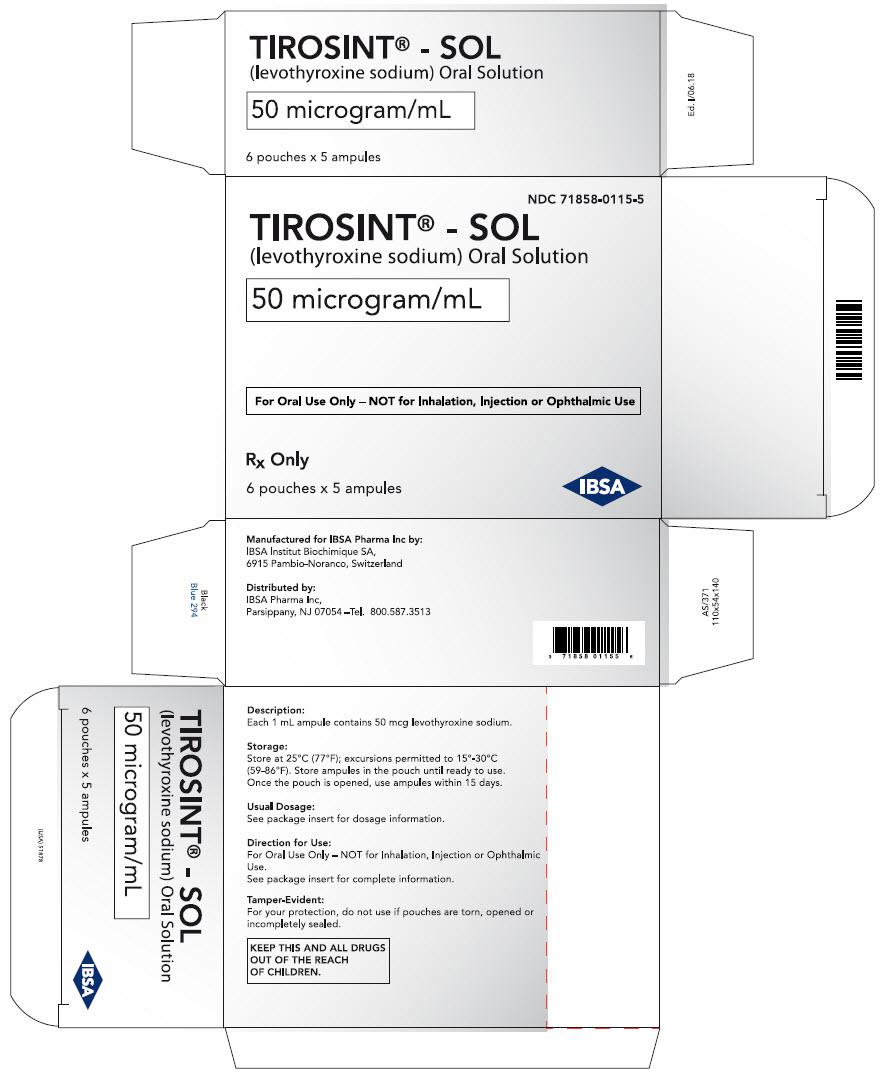 TIROSINT® - SOL
(levothyroxine sodium) Oral Solution
50 microgram/mL
6 pouches x 5 ampules
Ed. I/06.18
NDC 71858-0115-5
TIROSINT® - SOL
(levothyroxine sodium) Oral Solution
50 microgram/mL
For Oral Use Only – NOT for Inhalation, Injection or Ophthalmic Use
Rx Only
6 pouches x 5 ampules
IBSA
Manufactured for IBSA Pharma Inc by:
IBSA Institut Biochimique SA,
6915 Pambio-Noranco, Switzerland
Distributed by:
IBSA Pharma Inc,
Parsippany, NJ 07054 –Tel. 800.587.3513
3 71858 01155 6
Black
Blue 294
AS/371
110x54x140
TIROSINT® - SOL
(levothyroxine sodium) Oral Solution
50 microgram/mL
6 pouches x 5 ampules
IBSA
(USA) 51878
Description:
Each 1 mL ampule contains 50 mcg levothyroxine sodium.
Storage:
Store at 25°C (77°F); excursions permitted to 15°-30°C
(59-86°F). Store ampules in the pouch until ready to use.
Once the pouch is opened, use ampules within 15 days.
Usual Dosage:
See package insert for dosage information.
Direction for Use:
For Oral Use Only – NOT for Inhalation, Injection or Ophthalmic
Use.
See package insert for complete information.
Tamper-Evident:
For your protection, do not use if pouches are torn, opened or
incompletely sealed.
KEEP THIS AND ALL DRUGS
OUT OF THE REACH
OF CHILDREN.